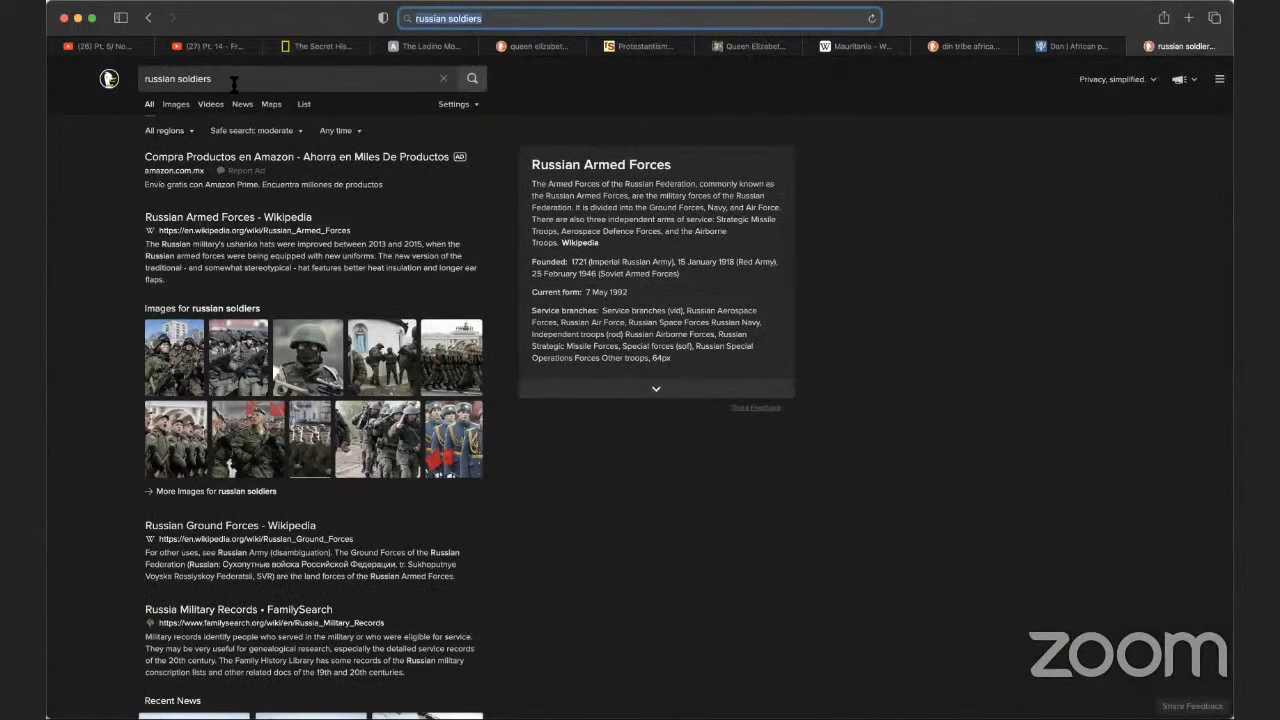 russian soldiers
(26) Pt. 5/ No...
(27) Pt. 14 - Fr...
The Secret His...
The Ladino Mo...
queen elizabet...
Protestantism...
Queen Elizabet...
Mauritania - W...
din tribe africa...
Dan | African p...
russian soldier...
russian soldiers
Privacy, simplified.
All Images Videos News Maps List Settings
All regions Safe search: moderate Any time
Compra Productos en Amazon - Ahorra en Miles De Productos AD
amazon.com.mx Report Ad
Envío gratis con Amazon Prime. Encuentra millones de productos
Russian Armed Forces - Wikipedia
W https://en.wikipedia.org/wiki/Russian_Armed_Forces
The Russian military's ushanka hats were improved between 2013 and 2015, when the
Russian armed forces were being equipped with new uniforms. The new version of the
traditional - and somewhat stereotypical - hat features better heat insulation and longer ear
flaps.
Images for russian soldiers
More Images for russian soldiers
Russian Ground Forces - Wikipedia
W https://en.wikipedia.org/wiki/Russian_Ground_Forces
For other uses, see Russian Army (disambiguation). The Ground Forces of the Russian
Federation (Russian: Сухопутные войска Российской Федерации, tr. Sukhoputnye
Voyska Rossiyskoy Federatsii, SVR) are the land forces of the Russian Armed Forces.
Russia Military Records • FamilySearch
https://www.familysearch.org/wiki/en/Russia_Military_Records
Military records identify people who served in the military or who were eligible for service.
They may be very useful for genealogical research, especially the detailed service records
of the 20th century. The Family History Library has some records of the Russian military
conscription lists and other related docs of the 19th and 20th centuries.
Recent News
Russian Armed Forces
The Armed Forces of the Russian Federation, commonly known as
the Russian Armed Forces, are the military forces of the Russian
Federation. It is divided into the Ground Forces, Navy, and Air Force.
There are also three independent arms of service: Strategic Missile
Troops, Aerospace Defence Forces, and the Airborne
Troops. Wikipedia
Founded: 1721 (Imperial Russian Army), 15 January 1918 (Red Army),
25 February 1946 (Soviet Armed Forces)
Current form: 7 May 1992
Service branches: Service branches (vid), Russian Aerospace
Forces, Russian Air Force, Russian Space Forces Russian Navy,
Independent troops (rod) Russian Airborne Forces, Russian
Strategic Missile Forces, Special forces (sof), Russian Special
Operations Forces Other troops, 64px
Share Feedback
zoom
Share Feedback